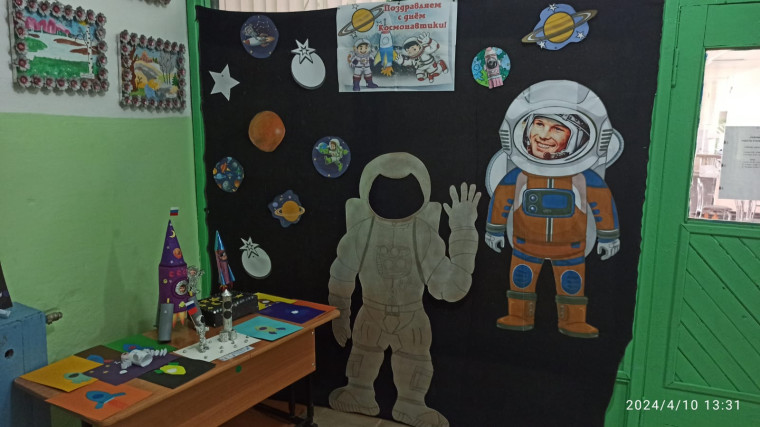 Поздравляем
с днём
Космонавтики!
2024/4/10 13:31